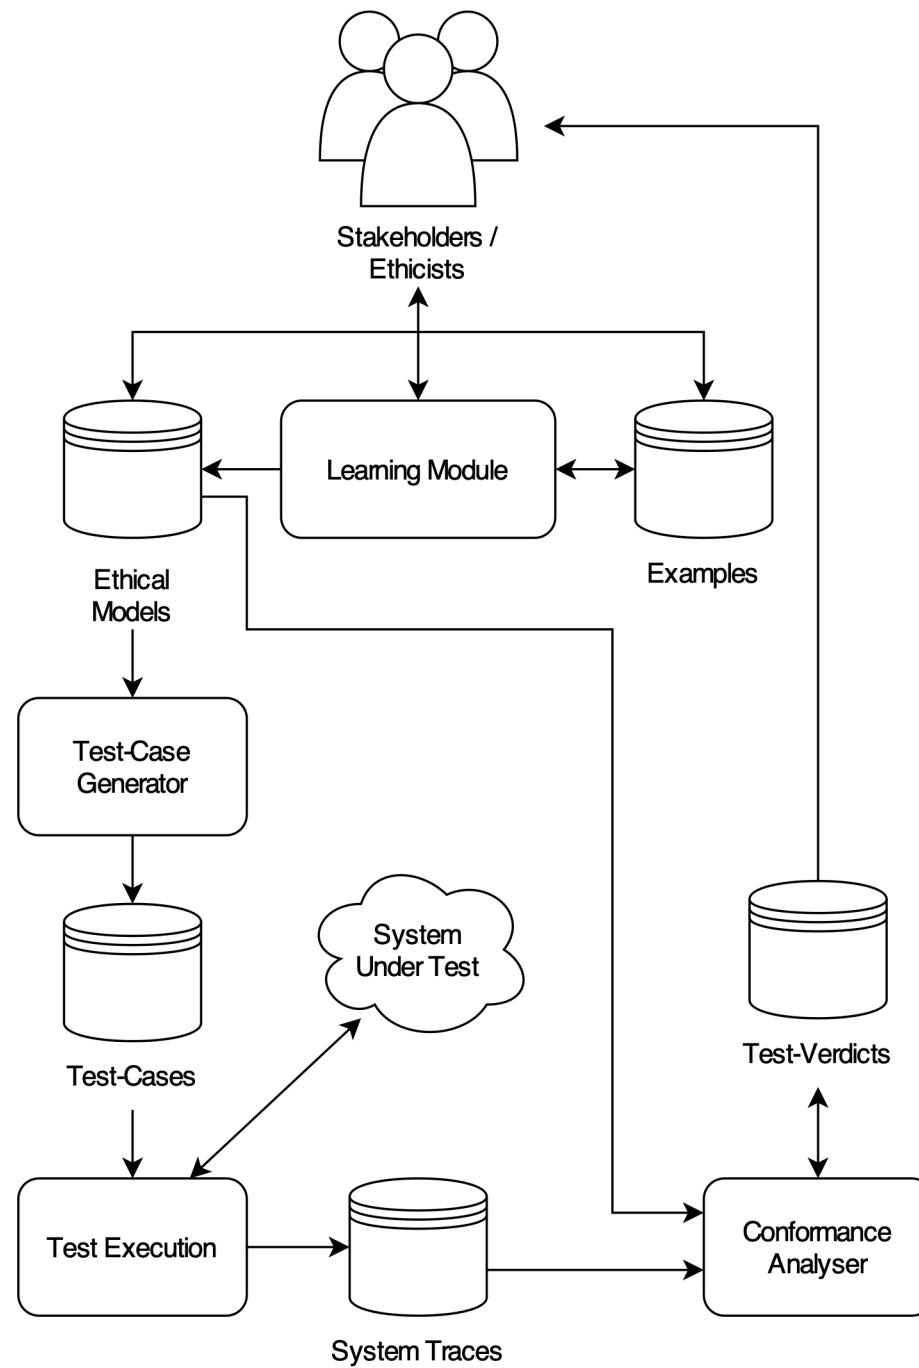 Stakeholders /
Ethicists
Learning Module
Ethical
Models
Examples
Test-Case
Generator
System
Under Test
Test-Cases
Test-Verdicts
Test Execution
Conformance
Analyser
System Traces